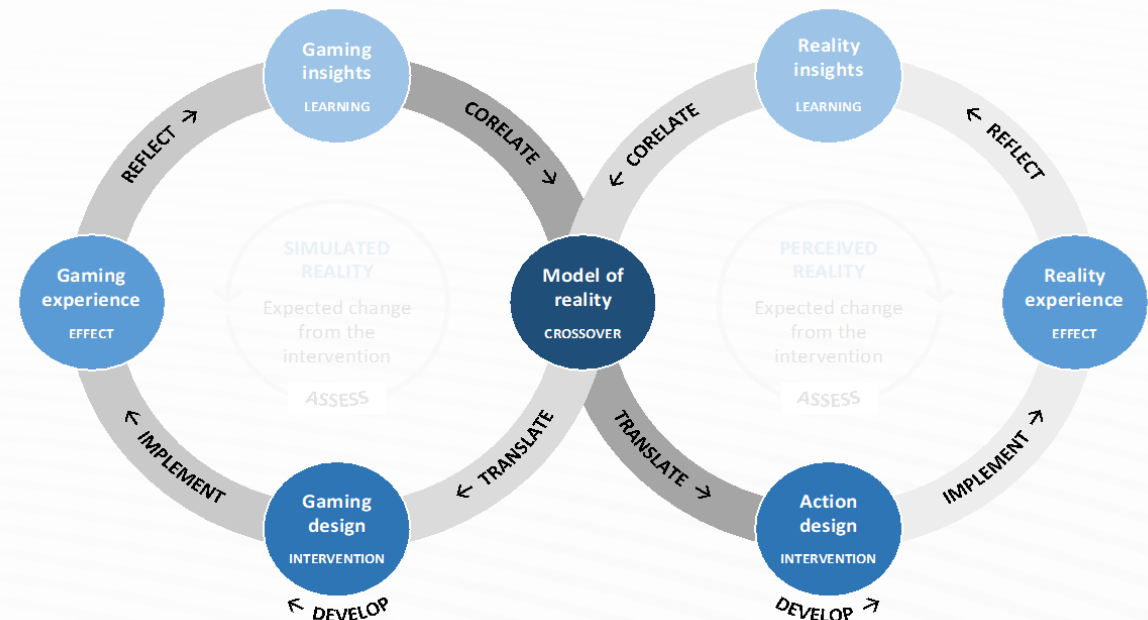 Gaming
insights
LEARNING
Reality
insights
LEARNING
REFLECT →
CORELATE →
← CORELATE
← REFLECT
SIMULATED
REALITY
Expected change
from the
intervention
ASSESS
PERCEIVED
REALITY
Expected change
from the
intervention
ASSESS
Gaming
experience
EFFECT
Model of
reality
CROSSOVER
Reality
experience
EFFECT
← IMPLEMENT
← TRANSLATE
TRANSLATE →
IMPLEMENT →
Gaming
design
INTERVENTION
Action
design
INTERVENTION
← DEVELOP
DEVELOP →